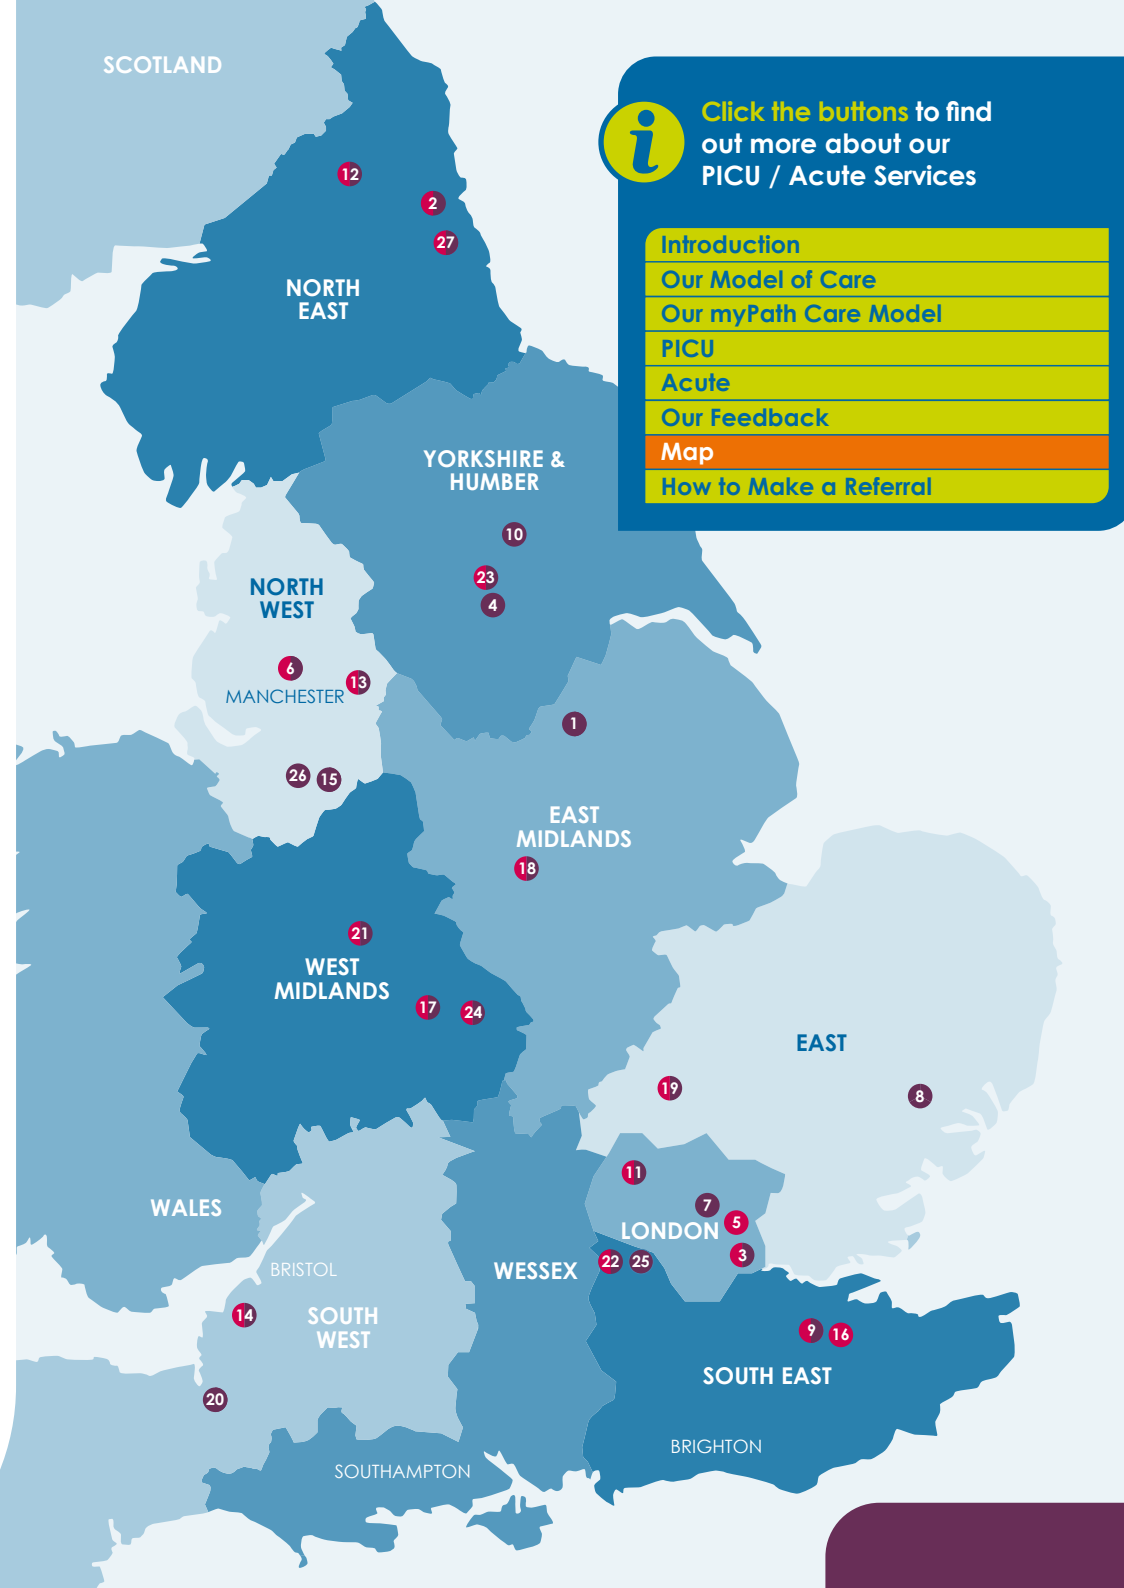 SCOTLAND
Click the buttons to find
out more about our
PICU / Acute Services
i
Introduction
Our Model of Care
Our myPath Care Model
PICU
Acute
Our Feedback
Map
How to Make a Referral
12
2
27
NORTH
EAST
YORKSHIRE &
HUMBER
10
23
4
NORTH
WEST
6
13
MANCHESTER
1
26
15
EAST
MIDLANDS
18
21
WEST
MIDLANDS
17
24
EAST
19
8
11
7
5
LONDON
3
22
25
WALES
WESSEX
BRISTOL
14
SOUTH
WEST
9
16
SOUTH EAST
20
BRIGHTON
SOUTHAMPTON